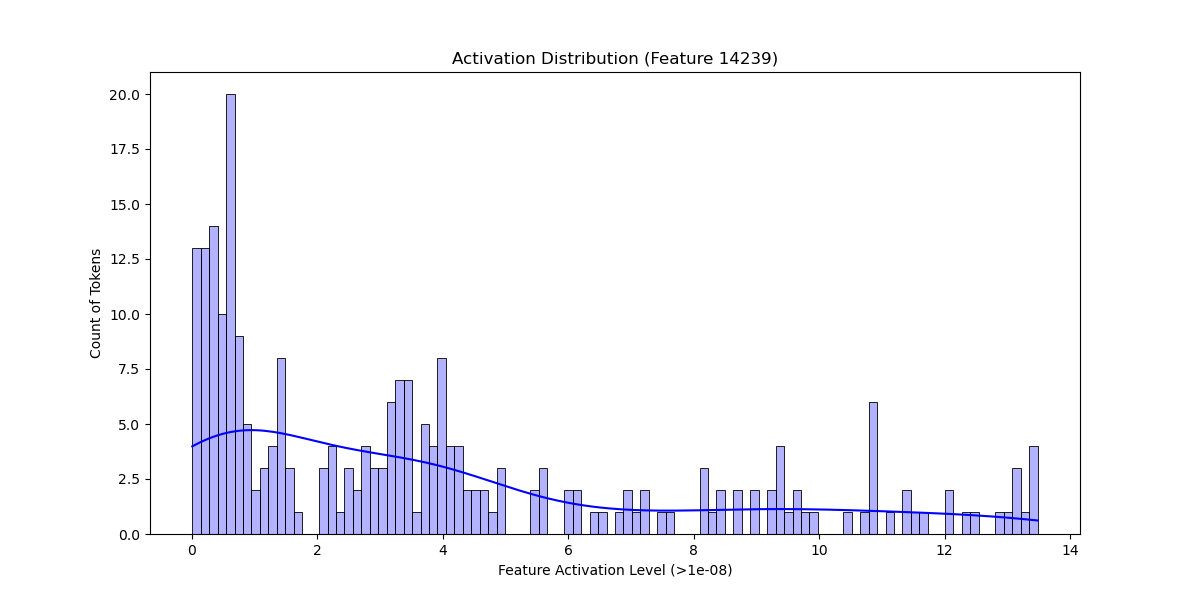 Activation Distribution (Feature 14239)
20.0
17.5
15.0
12.5
10.0
7.5
5.0
2.5
0.0
Count of Tokens
0 2 4 6 8 10 12 14
Feature Activation Level (>1e-08)